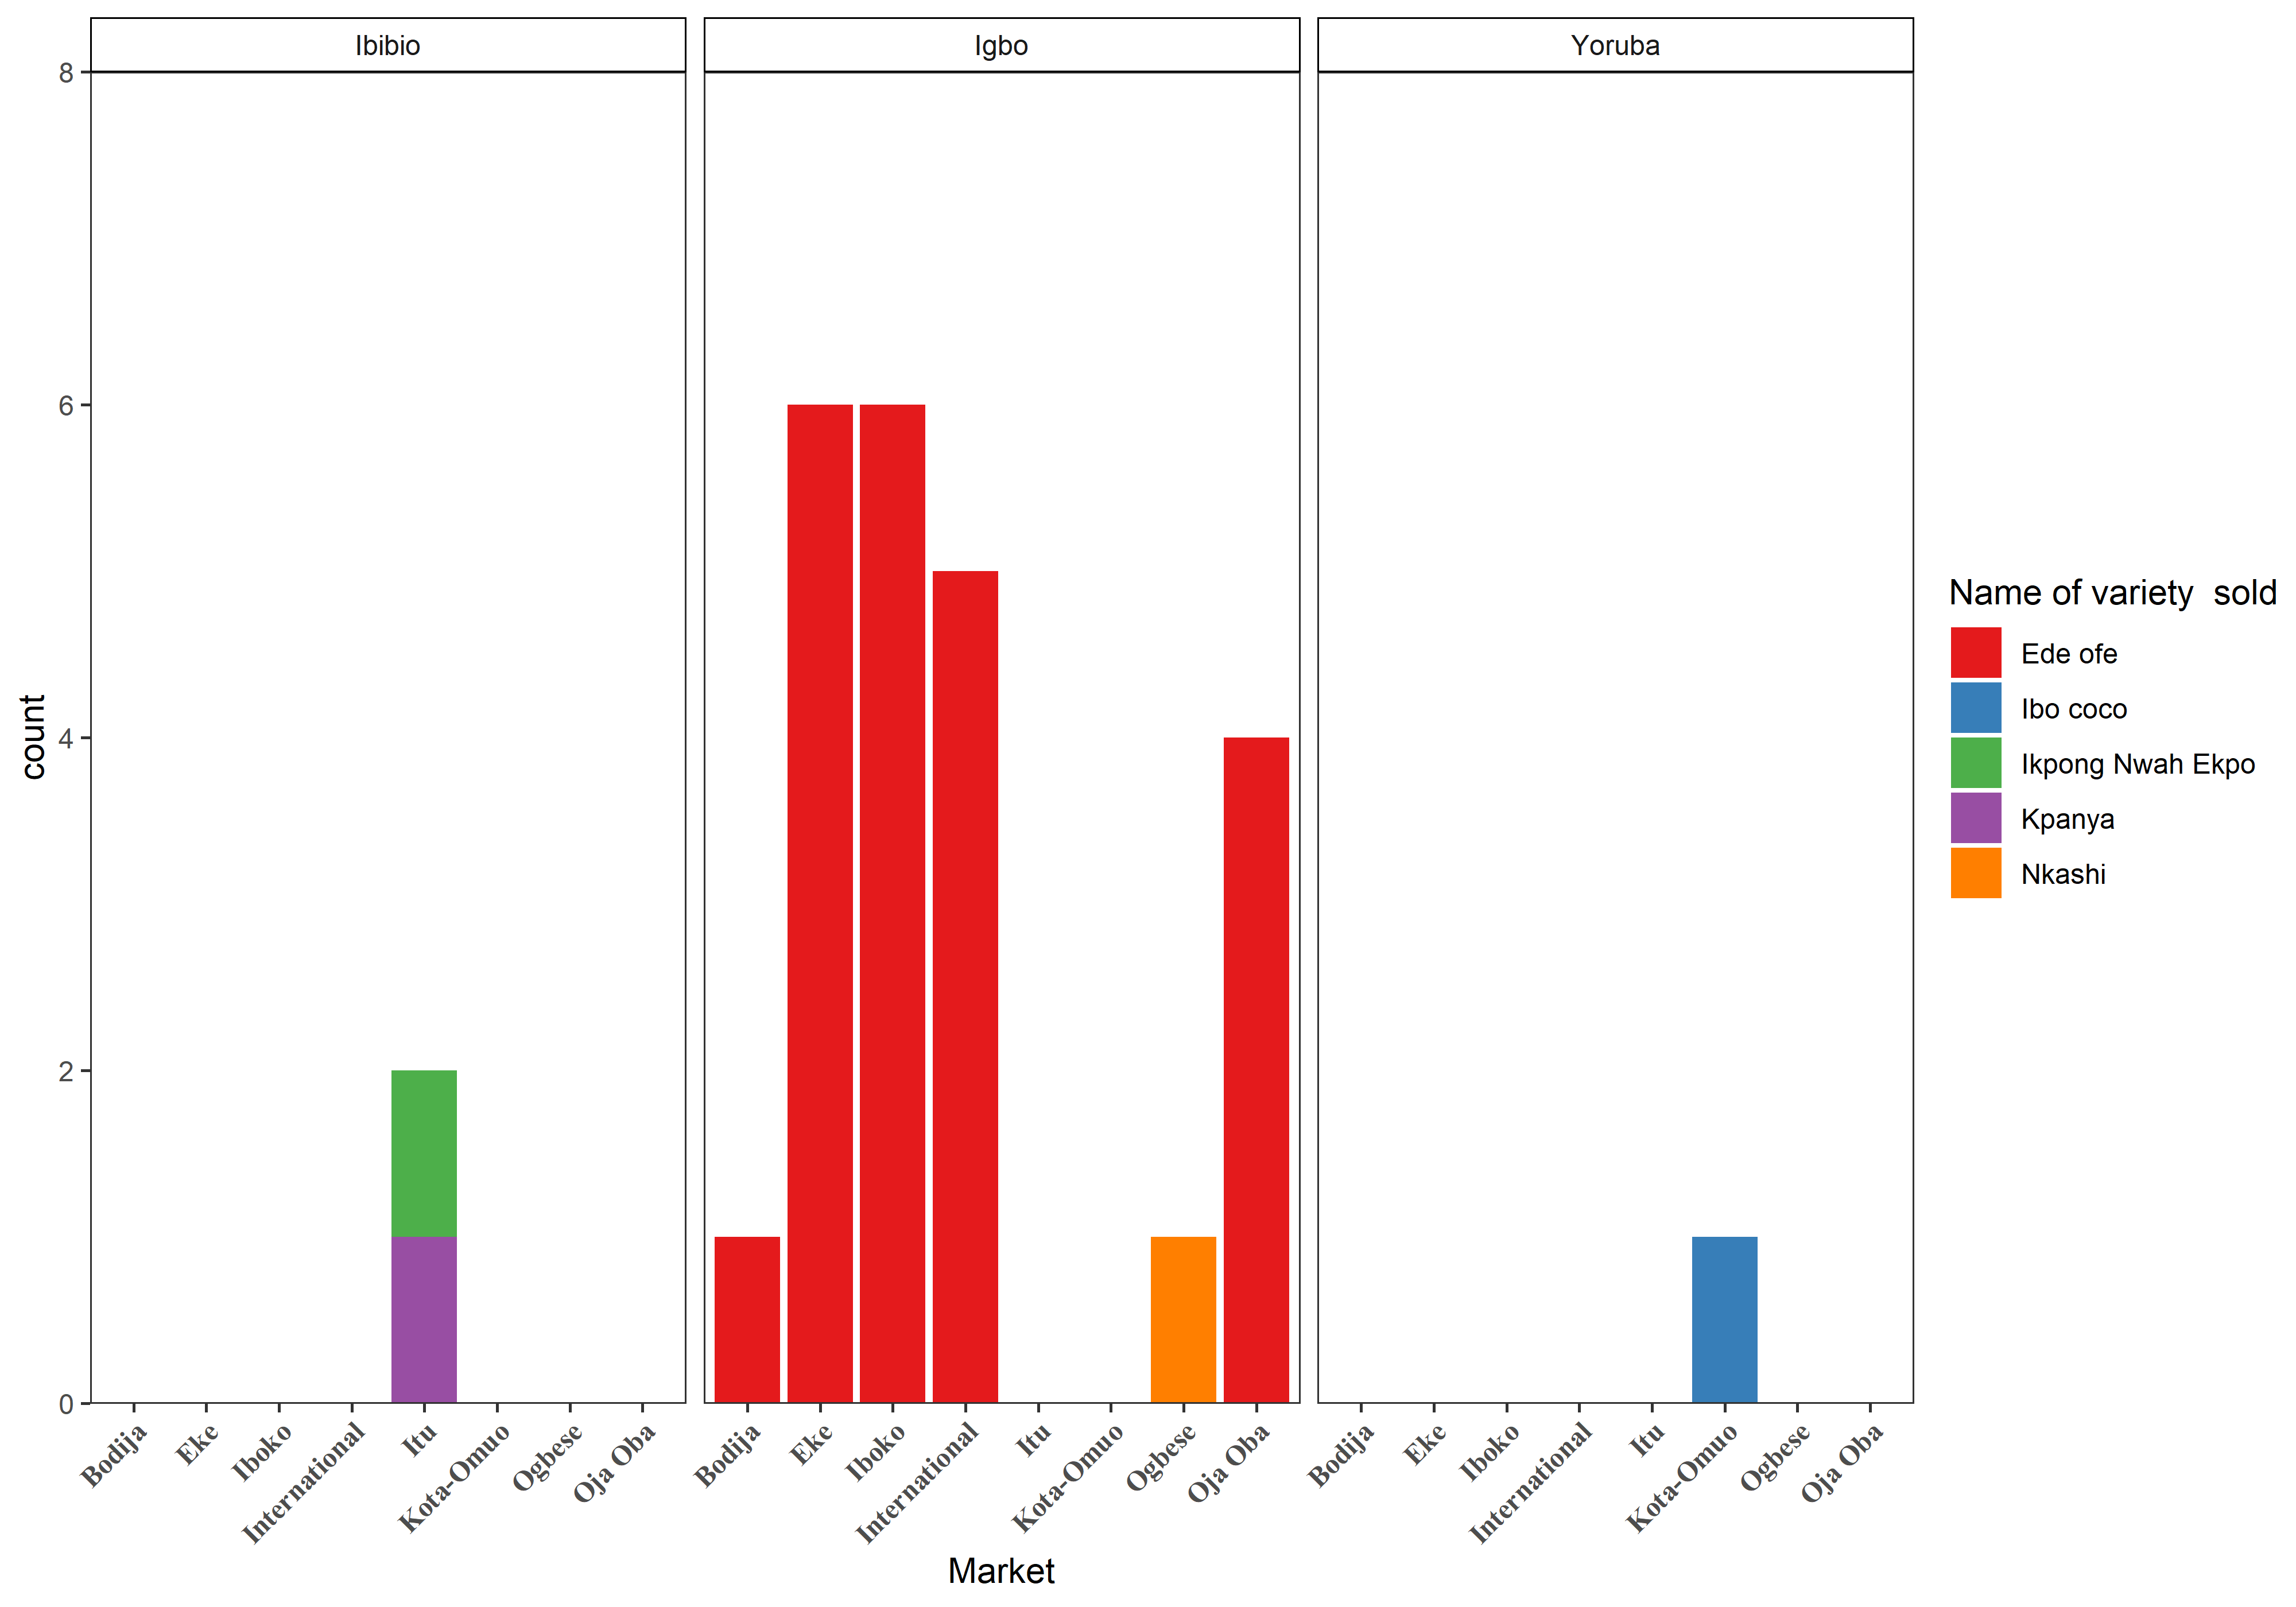 Ibibio
Igbo
Yoruba
8
6
4
2
0
count
Bodija
Eke
Iboko
International
Itu
Kota-Omuo
Ogbese
Oja Oba
Bodija
Eke
Iboko
International
Itu
Kota-Omuo
Ogbese
Oja Oba
Bodija
Eke
Iboko
International
Itu
Kota-Omuo
Ogbese
Oja Oba
Market
Name of variety  sold
Ede ofe
Ibo coco
Ikpong Nwah Ekpo
Kpanya
Nkashi